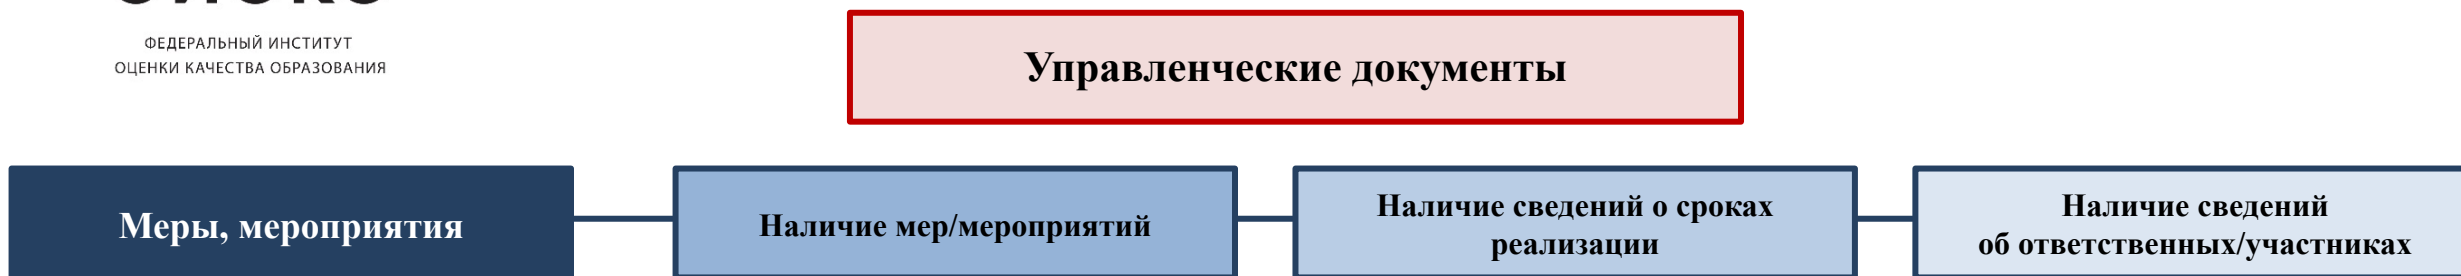 ФЕДЕРАЛЬНЫЙ ИНСТИТУТ
ОЦЕНКИ КАЧЕСТВА ОБРАЗОВАНИЯ
Управленческие документы
Меры, мероприятия
Наличие мер/мероприятий
Наличие сведений о сроках
реализации
Наличие сведений
об ответственных/участниках